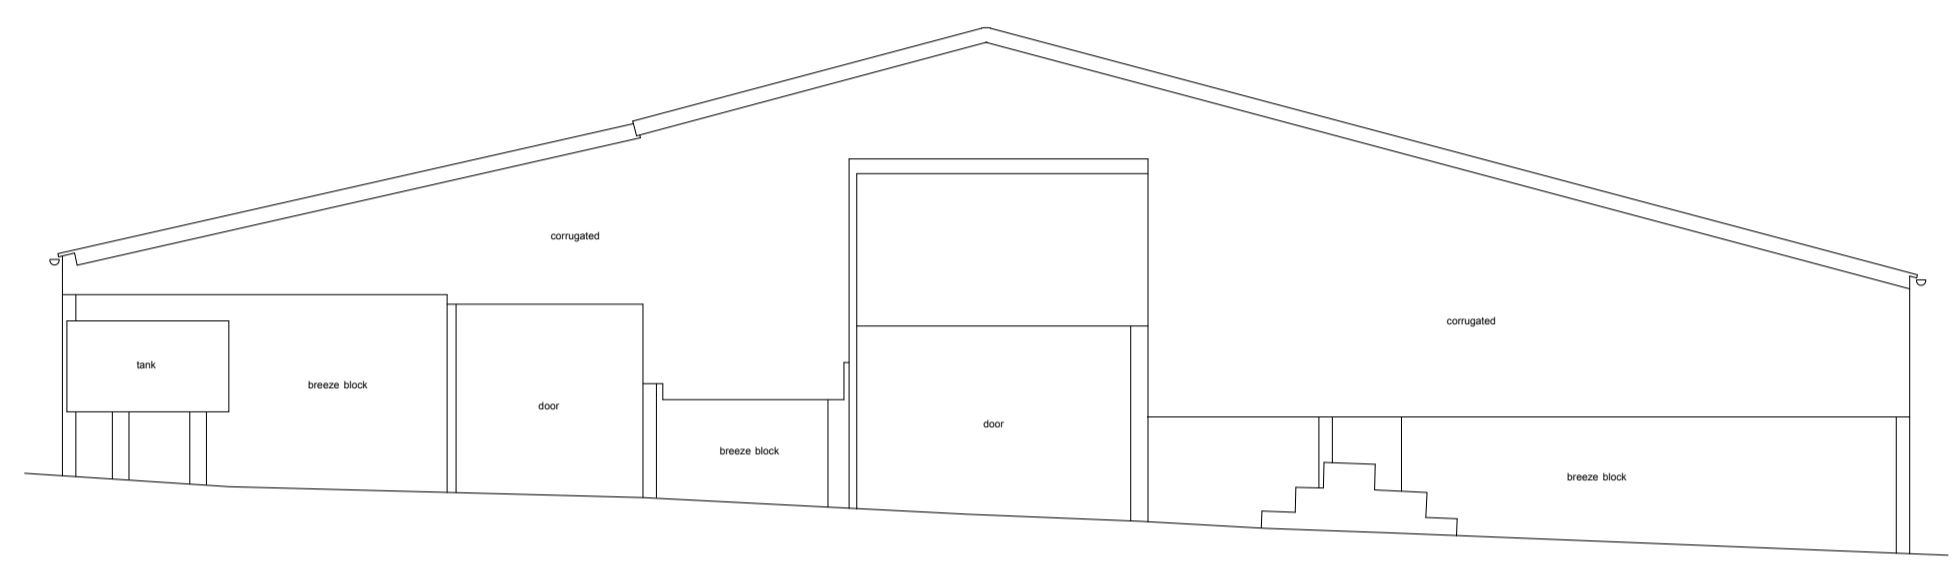 corrugated
corrugated
tank
breeze block
door
door
breeze block
breeze block